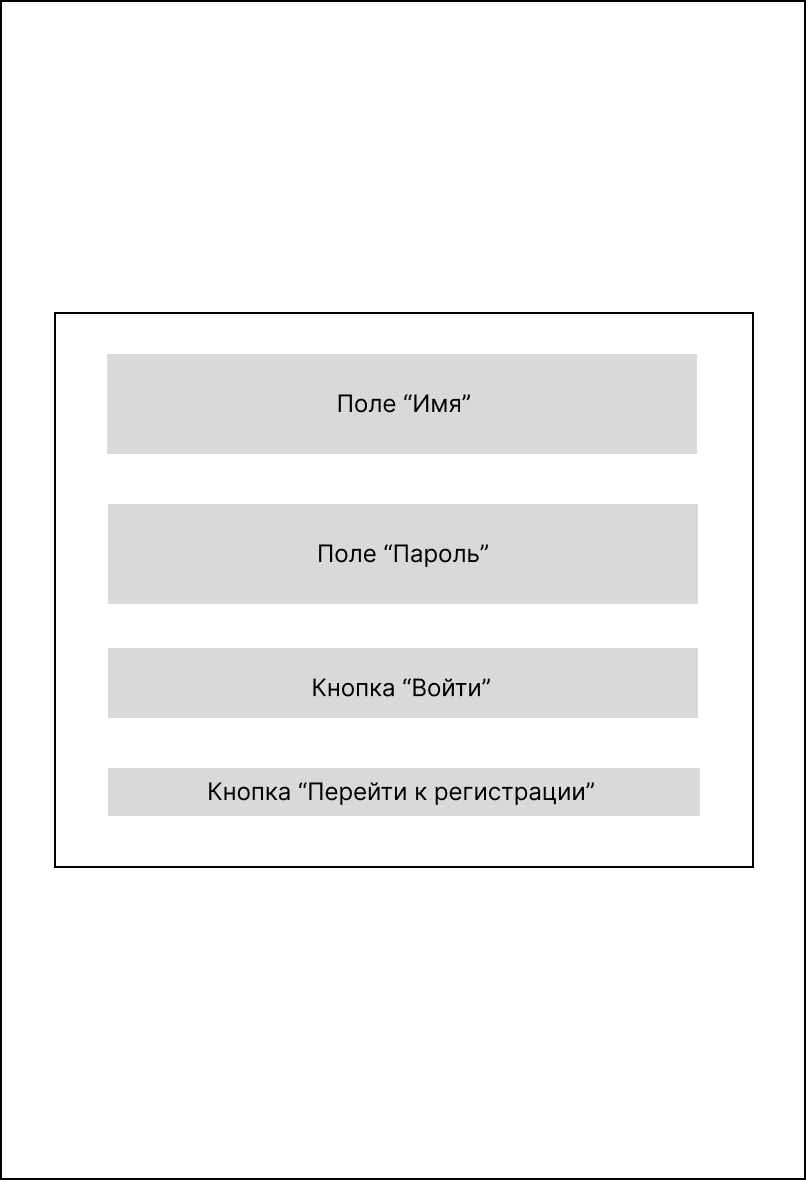 Поле “Имя”
Поле “Пароль”
Кнопка “Войти”
Кнопка “Перейти к регистрации”